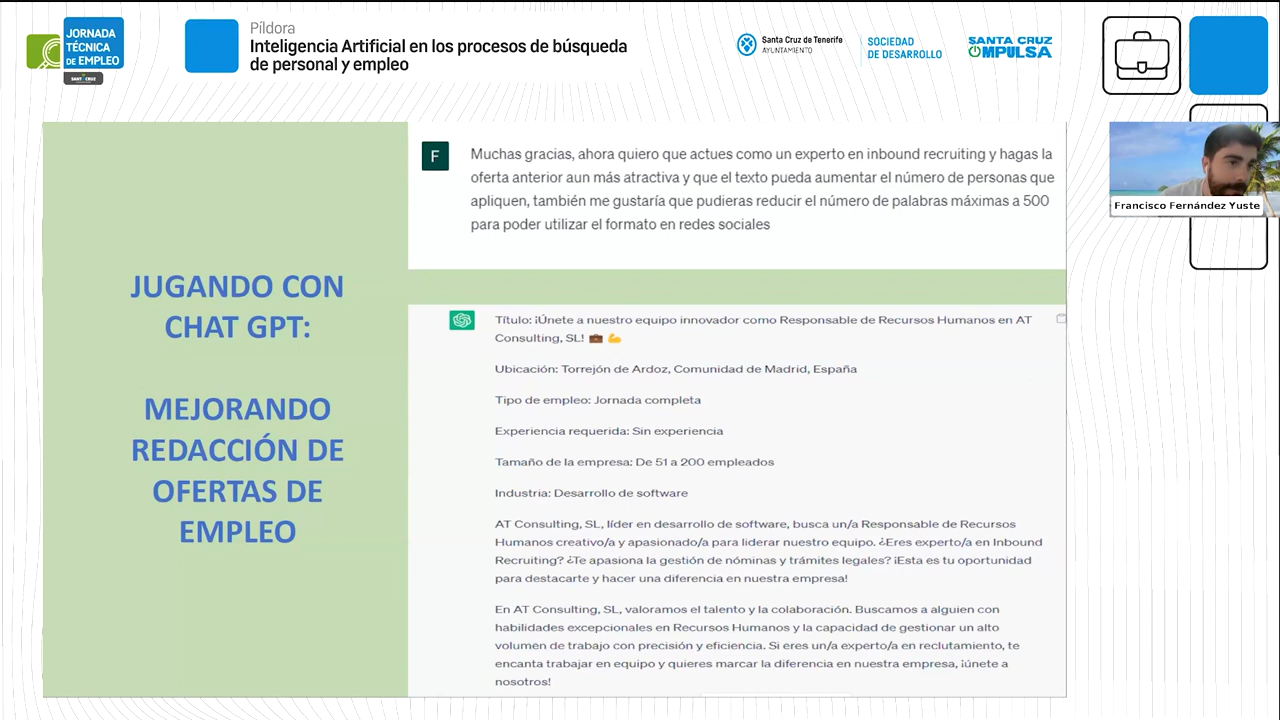 JORNADA
TÉCNICA
DE EMPLEO
Píldora
Inteligencia Artificial en los procesos de búsqueda
de personal y empleo
Santa Cruz de Tenerife
AYUNTAMIENTO
SOCIEDAD
DE DESARROLLO
SANTA CRUZ
IMPULSA
F
Muchas gracias, ahora quiero que actues como un experto en inbound recruiting y hagas la
oferta anterior aun más atractiva y que el texto pueda aumentar el número de personas que
apliquen, también me gustaría que pudieras reducir el número de palabras máximas a 500
para poder utilizar el formato en redes sociales
Francisco Fernández Yuste
JUGANDO CON
CHAT GPT:
MEJORANDO
REDACCIÓN DE
OFERTAS DE
EMPLEO
Título: ¡Únete a nuestro equipo innovador como Responsable de Recursos Humanos en AT
Consulting, SL! 💼 💪
Ubicación: Torrejón de Ardoz, Comunidad de Madrid, España
Tipo de empleo: Jornada completa
Experiencia requerida: Sin experiencia
Tamaño de la empresa: De 51 a 200 empleados
Industria: Desarrollo de software
AT Consulting, SL, líder en desarrollo de software, busca un/a Responsable de Recursos
Humanos creativo/a y apasionado/a para liderar nuestro equipo. ¿Eres experto/a en Inbound
Recruiting? ¿Te apasiona la gestión de nóminas y trámites legales? ¡Esta es tu oportunidad
para destacarte y hacer una diferencia en nuestra empresa!
En AT Consulting, SL, valoramos el talento y la colaboración. Buscamos a alguien con
habilidades excepcionales en Recursos Humanos y la capacidad de gestionar un alto
volumen de trabajo con precisión y eficiencia. Si eres un/a experto/a en reclutamiento, te
encanta trabajar en equipo y quieres marcar la diferencia en nuestra empresa, ¡únete a
nosotros!